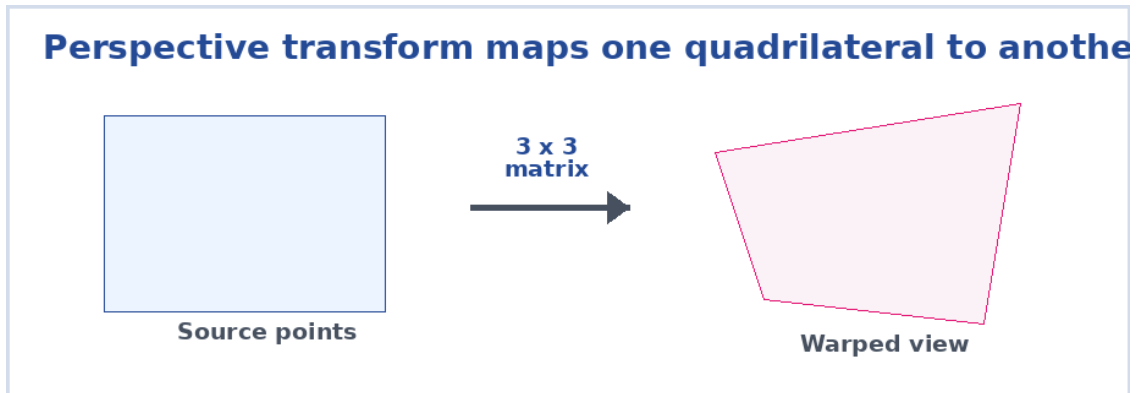 Perspective transform maps one quadrilateral to anothe
3 x 3
matrix
Source points
Warped view